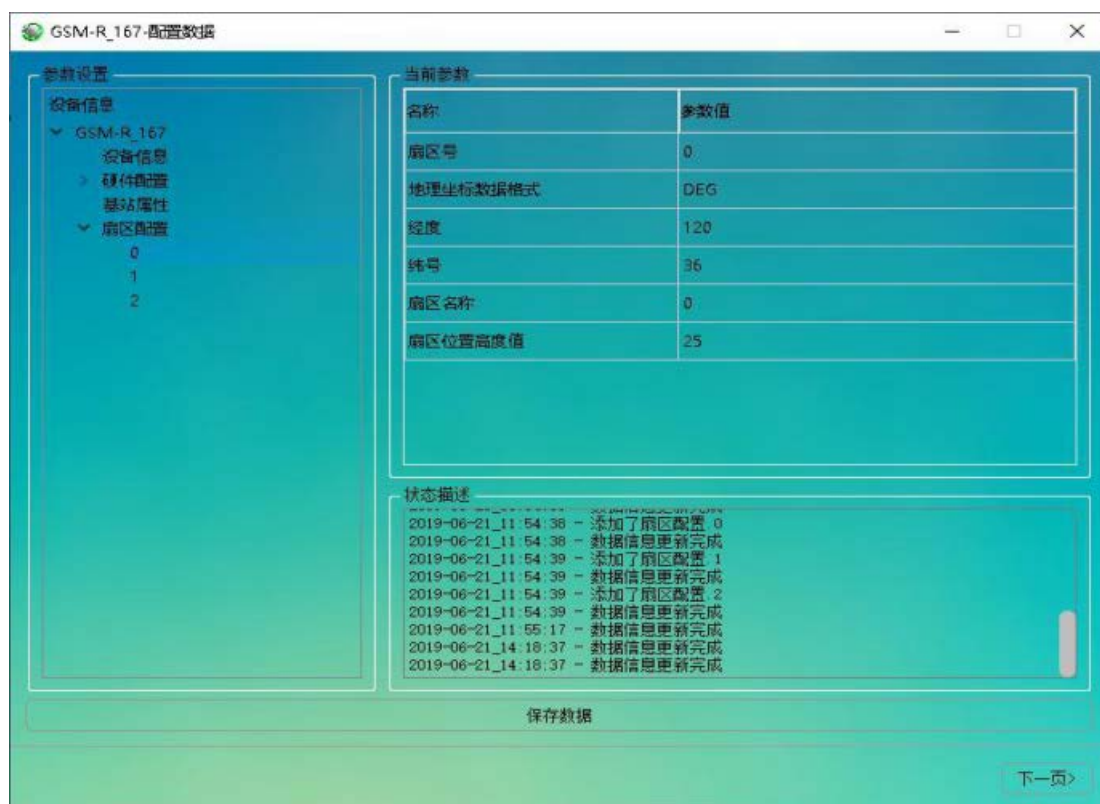 GSM-R_167-配置数据
参数设置
设备信息
GSM-R_167
设备信息
硬件配置
基站属性
扇区配置
0
1
2
当前参数
名称 参数值
扇区号 0
地理坐标数据格式 DEG
经度 120
纬号 36
扇区名称 0
扇区位置高度值 25
状态描述
2019-06-21_11:54:38 - 添加了扇区配置.0
2019-06-21_11:54:38 - 数据信息更新完成
2019-06-21_11:54:39 - 添加了扇区配置.1
2019-06-21_11:54:39 - 数据信息更新完成
2019-06-21_11:54:39 - 添加了扇区配置.2
2019-06-21_11:54:39 - 数据信息更新完成
2019-06-21_11:55:17 - 数据信息更新完成
2019-06-21_14:18:37 - 数据信息更新完成
2019-06-21_14:18:37 - 数据信息更新完成
保存数据
下一页>